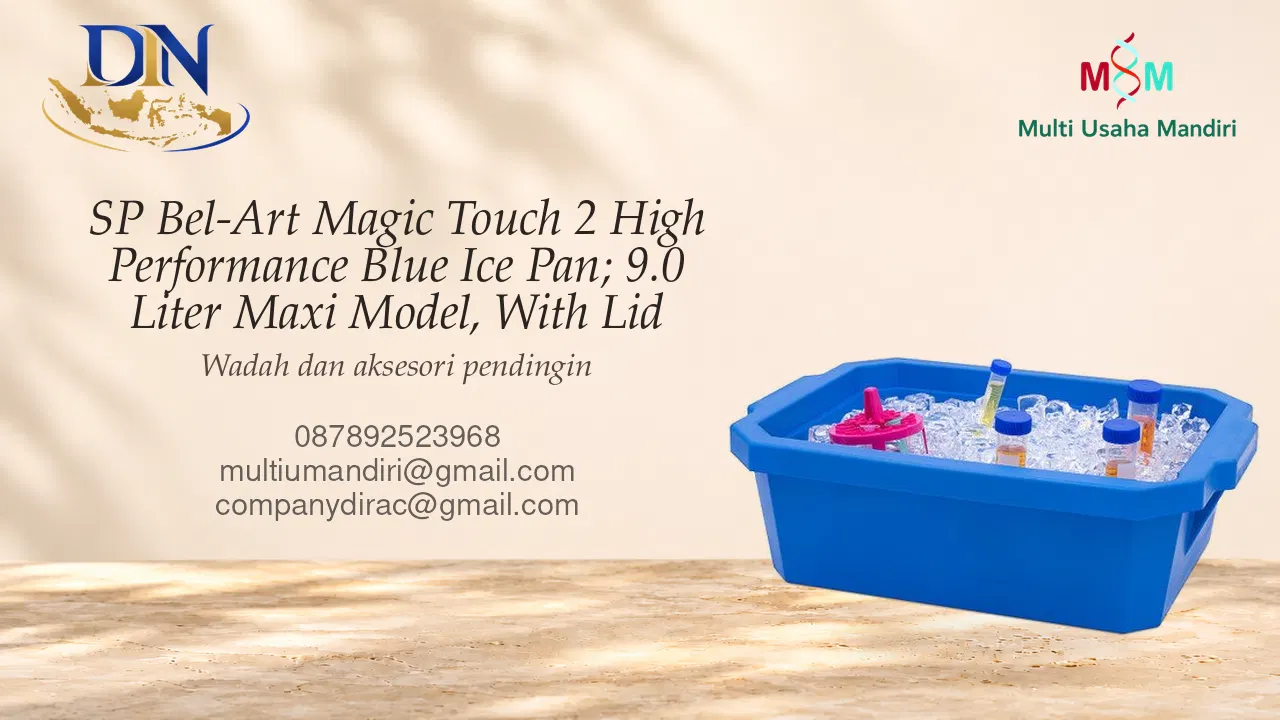 DIN
M M
Multi Usaha Mandiri
SP Bel-Art Magic Touch 2 High
Performance Blue Ice Pan; 9.0
Liter Maxi Model, With Lid
Wadah dan aksesori pendingin
087892523968
multiumandiri@gmail.com
companydirac@gmail.com